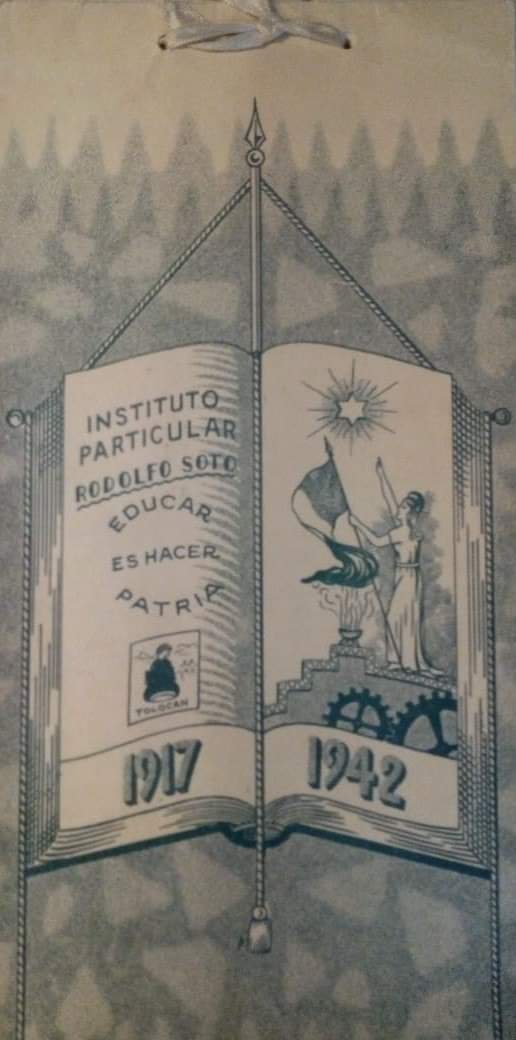 INSTITUTO
PARTICULAR
RODOLFO SOTO
EDUCAR
ES HACER
PATRIA
TOLOCAN
1917
1942